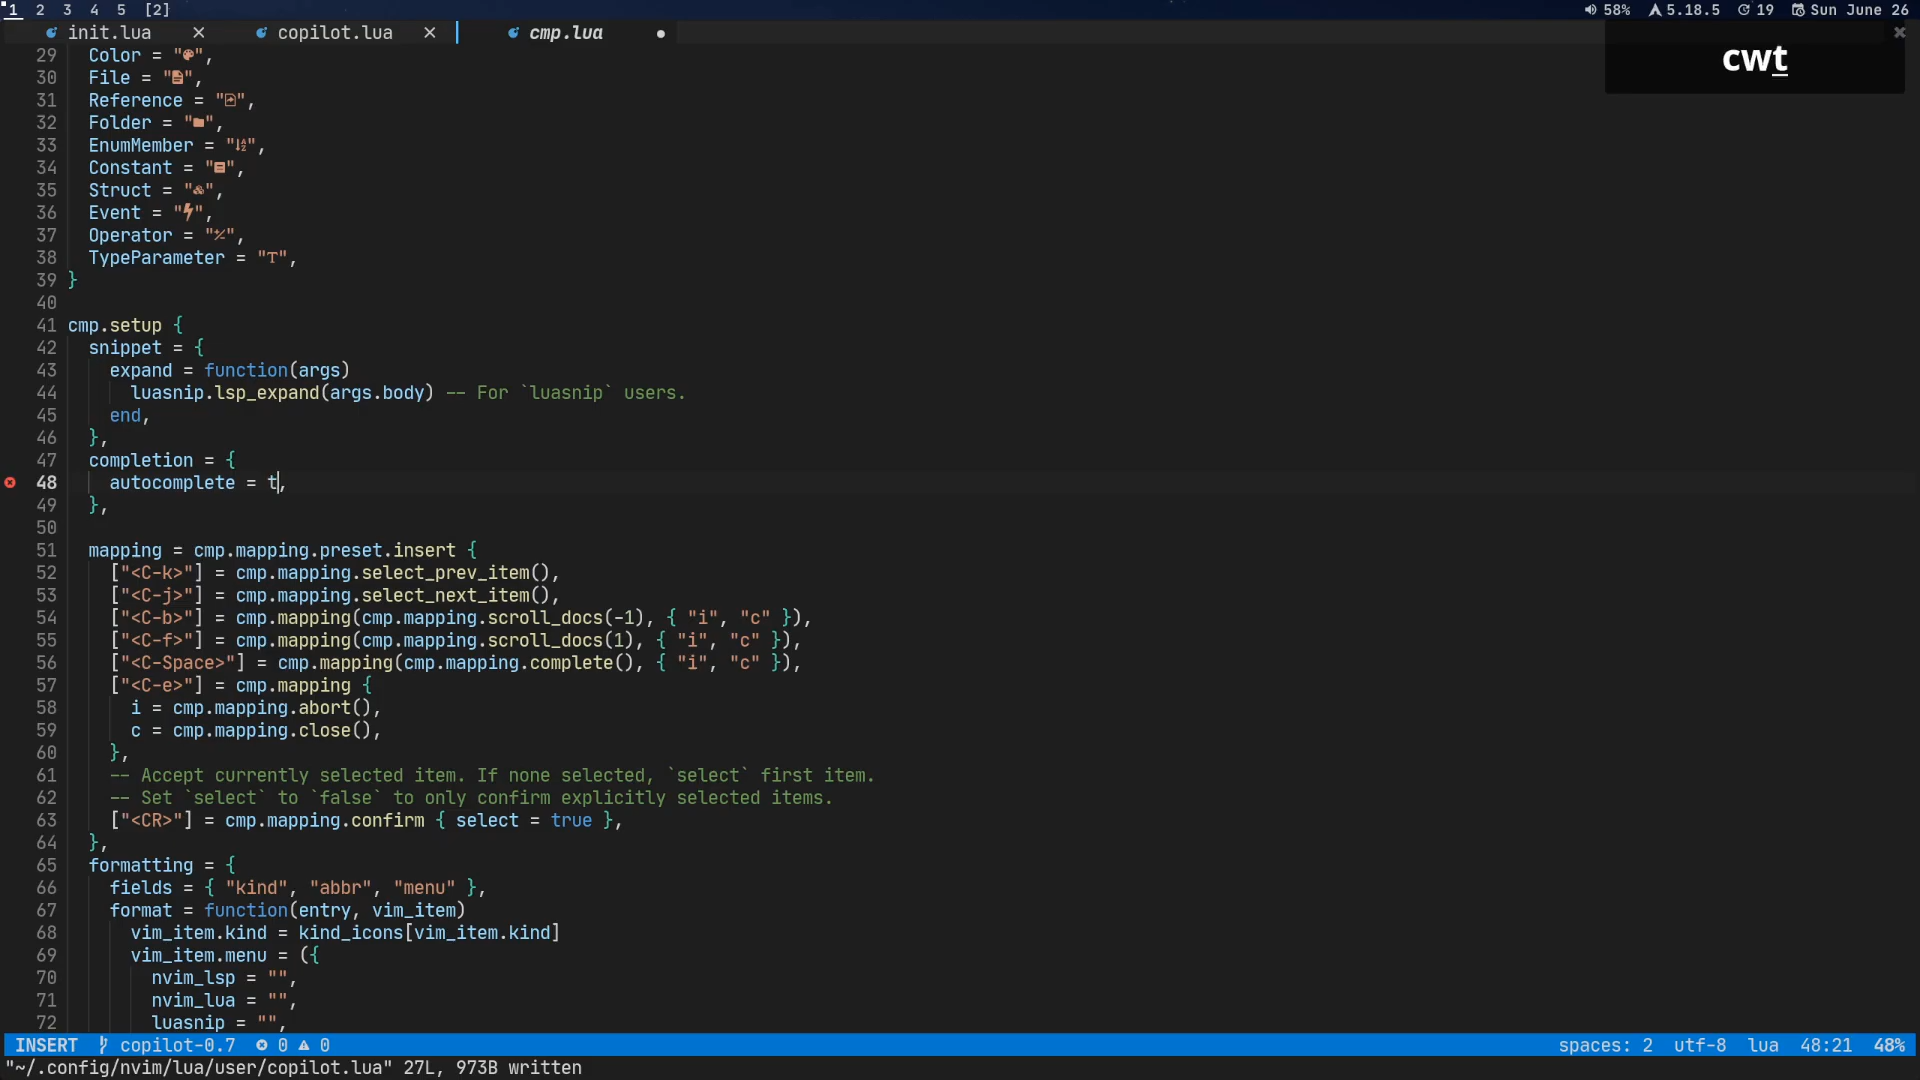 1 2 3 4 5 [2] 58% 5.18.5 19 Sun June 26
init.lua copilot.lua cmp.lua
cwt
29 Color = "",
30 File = "",
31 Reference = "",
32 Folder = "",
33 EnumMember = "",
34 Constant = "",
35 Struct = "",
36 Event = "",
37 Operator = "",
38 TypeParameter = "T",
39 }
40
41 cmp.setup {
42 snippet = {
43 expand = function(args)
44 luasnip.lsp_expand(args.body) -- For `luasnip` users.
45 end,
46 },
47 completion = {
48 autocomplete = t,
49 },
50
51 mapping = cmp.mapping.preset.insert {
52 ["<C-k>"] = cmp.mapping.select_prev_item(),
53 ["<C-j>"] = cmp.mapping.select_next_item(),
54 ["<C-b>"] = cmp.mapping(cmp.mapping.scroll_docs(-1), { "i", "c" }),
55 ["<C-f>"] = cmp.mapping(cmp.mapping.scroll_docs(1), { "i", "c" }),
56 ["<C-Space>"] = cmp.mapping(cmp.mapping.complete(), { "i", "c" }),
57 ["<C-e>"] = cmp.mapping {
58 i = cmp.mapping.abort(),
59 c = cmp.mapping.close(),
60 },
61 -- Accept currently selected item. If none selected, `select` first item.
62 -- Set `select` to `false` to only confirm explicitly selected items.
63 ["<CR>"] = cmp.mapping.confirm { select = true },
64 },
65 formatting = {
66 fields = { "kind", "abbr", "menu" },
67 format = function(entry, vim_item)
68 vim_item.kind = kind_icons[vim_item.kind]
69 vim_item.menu = ({
70 nvim_lsp = "",
71 nvim_lua = "",
72 luasnip = "",
INSERT copilot-0.7 0 0 spaces: 2 utf-8 lua 48:21 48%
"~/.config/nvim/lua/user/copilot.lua" 27L, 973B written